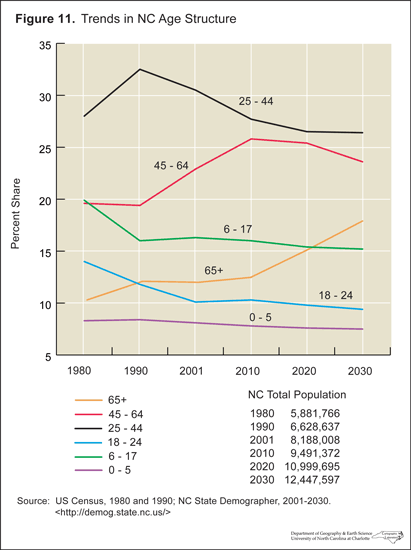 Figure 11. Trends in NC Age Structure
Percent Share
35
30
25
20
15
10
5
25 - 44
45 - 64
6 - 17
65+
18 - 24
0 - 5
1980 1990 2001 2010 2020 2030
65+
45 - 64
25 - 44
18 - 24
6 - 17
0 - 5
NC Total Population
1980 5,881,766
1990 6,628,637
2001 8,188,008
2010 9,491,372
2020 10,999,695
2030 12,447,597
Source: US Census, 1980 and 1990; NC State Demographer, 2001-2030.
<http://demog.state.nc.us/>
Department of Geography & Earth Science
University of North Carolina at Charlotte